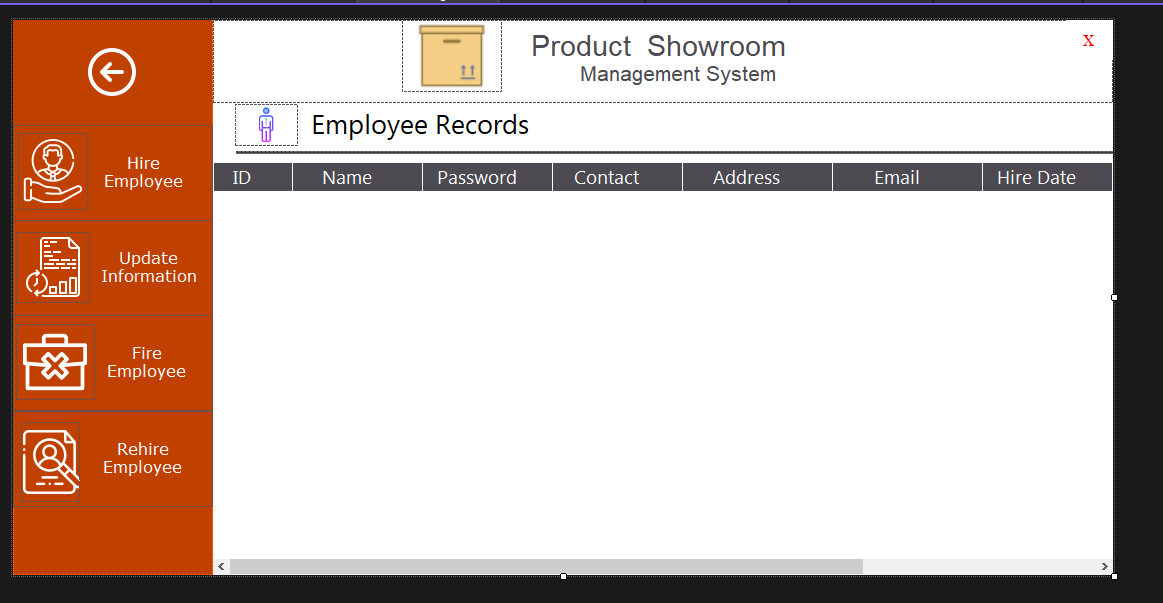 Product Showroom
Management System
X
Employee Records
Hire
Employee
Update
Information
Fire
Employee
Rehire
Employee
ID Name Password Contact Address Email Hire Date